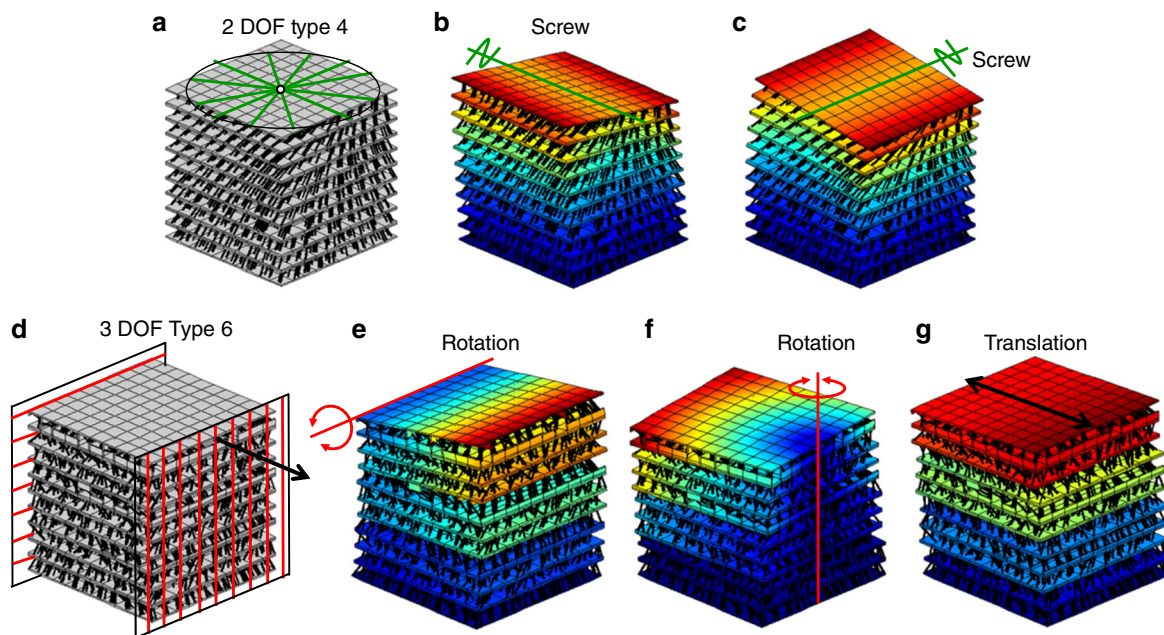 a
2 DOF type 4
b
Screw
c
Screw
d
3 DOF Type 6
e
Rotation
f
Rotation
g
Translation